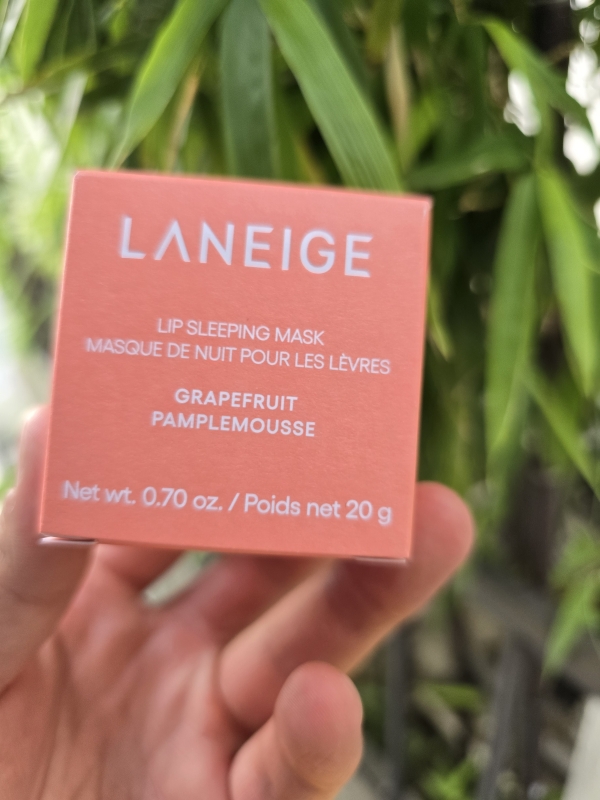 LANEIGE
LIP SLEEPING MASK
MASQUE DE NUIT POUR LES LÈVRES
GRAPEFRUIT
PAMPLEMOUSSE
Net wt. 0.70 oz. / Poids net 20 g